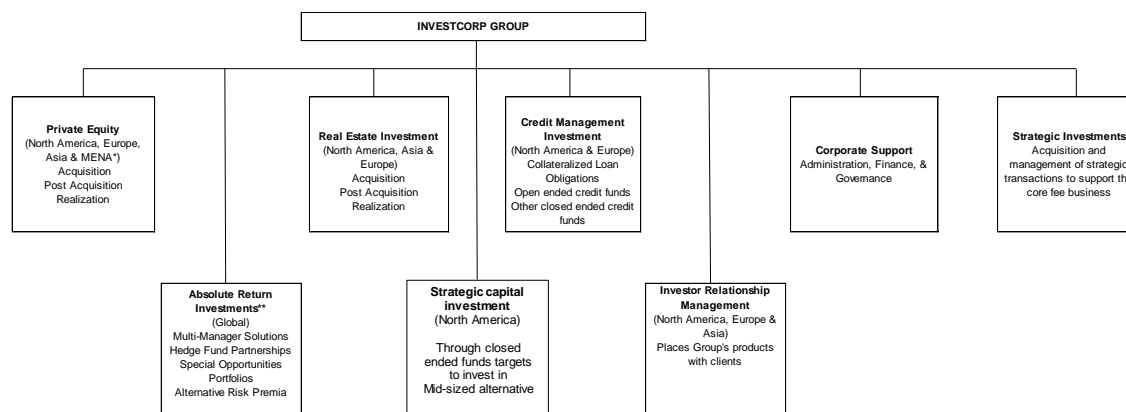 INVESTCORP GROUP
Private Equity
(North America, Europe,
Asia & MENA*)
Acquisition
Post Acquisition
Realization
Real Estate Investment
(North America, Asia &
Europe)
Acquisition
Post Acquisition
Realization
Credit Management
Investment
(North America & Europe)
Collateralized Loan
Obligations
Open ended credit funds
Other closed ended credit
funds
Corporate Support
Administration, Finance, &
Governance
Strategic Investments
Acquisition and
management of strategic
transactions to support th
core fee business
Absolute Return
Investments**
(Global)
Multi-Manager Solutions
Hedge Fund Partnerships
Special Opportunities
Portfolios
Alternative Risk Premia
Strategic capital
investment
(North America)
Through closed
ended funds targets
to invest in
Mid-sized alternative
Investor Relationship
Management
(North America, Europe &
Asia)
Places Group's products
with clients